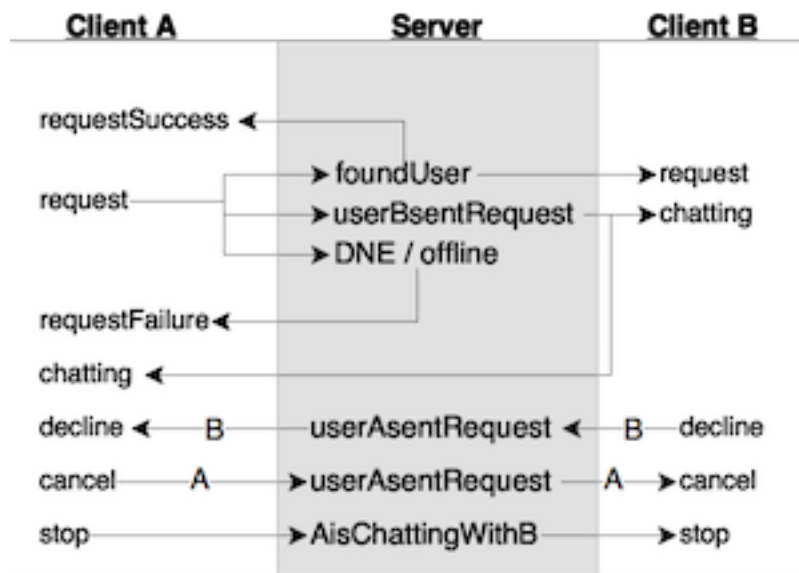 Client A Server Client B
requestSuccess
foundUser request
request
userBsentRequest chatting
DNE / offline
requestFailure
chatting
decline B userAsentRequest B decline
cancel A userAsentRequest A cancel
stop AisChattingWithB stop